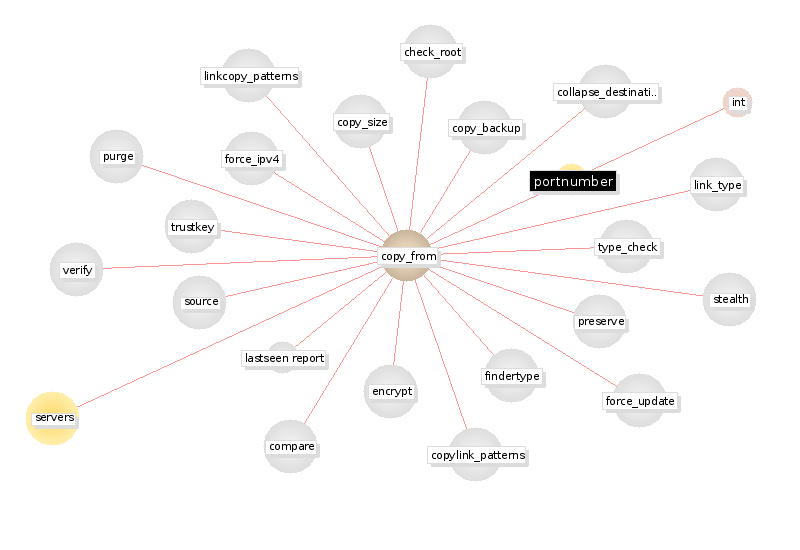 check_root
linkcopy_patterns
collapse_destinati..
int
copy_size
copy_backup
purge
force_ipv4
portnumber
link_type
trustkey
type_check
copy_from
verify
source
stealth
preserve
lastseen report
findertype
encrypt
force_update
servers
compare
copylink_patterns